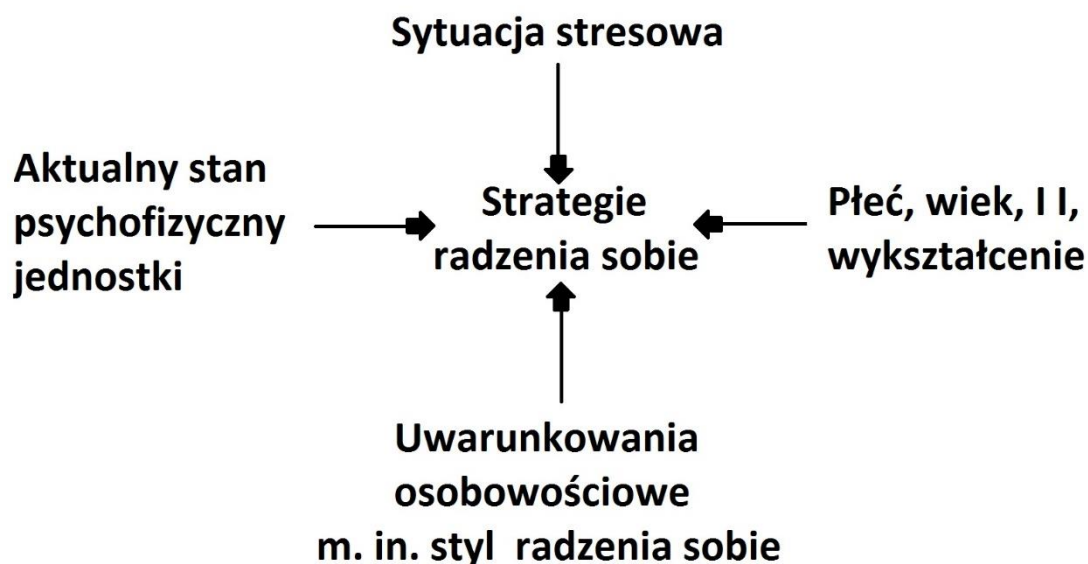 Sytuacja stresowa
Aktualny stan
psychofizyczny
jednostki
Strategie
radzenia sobie
Płeć, wiek, I I,
wykształcenie
Uwarunkowania
osobowościowe
m. in. styl radzenia sobie